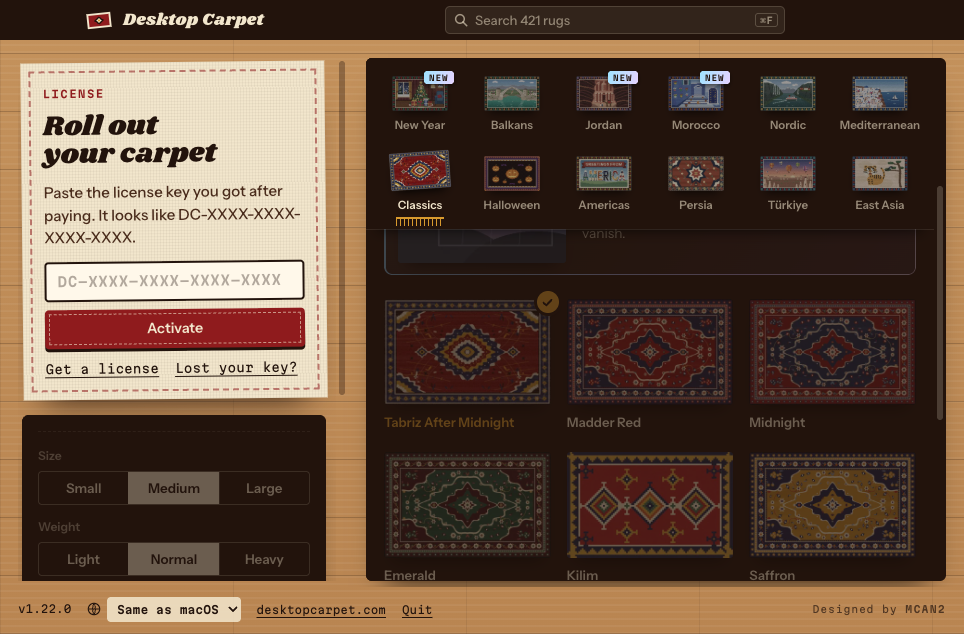 Desktop Carpet
Search 421 rugs
⌘F
LICENSE
Roll out
your carpet
Paste the license key you got after
paying. It looks like DC-XXXX-XXXX-
XXXX-XXXX.
DC-XXXX-XXXX-XXXX-XXXX
Activate
Get a license Lost your key?
Size
Small Medium Large
Weight
Light Normal Heavy
NEW NEW NEW
New Year Balkans Jordan Morocco Nordic Mediterranean
Classics Halloween Americas Persia Türkiye East Asia
vanish.
Tabriz After Midnight Madder Red Midnight
Emerald Kilim Saffron
v1.22.0 Same as macOS desktopcarpet.com Quit
Designed by MCAN2